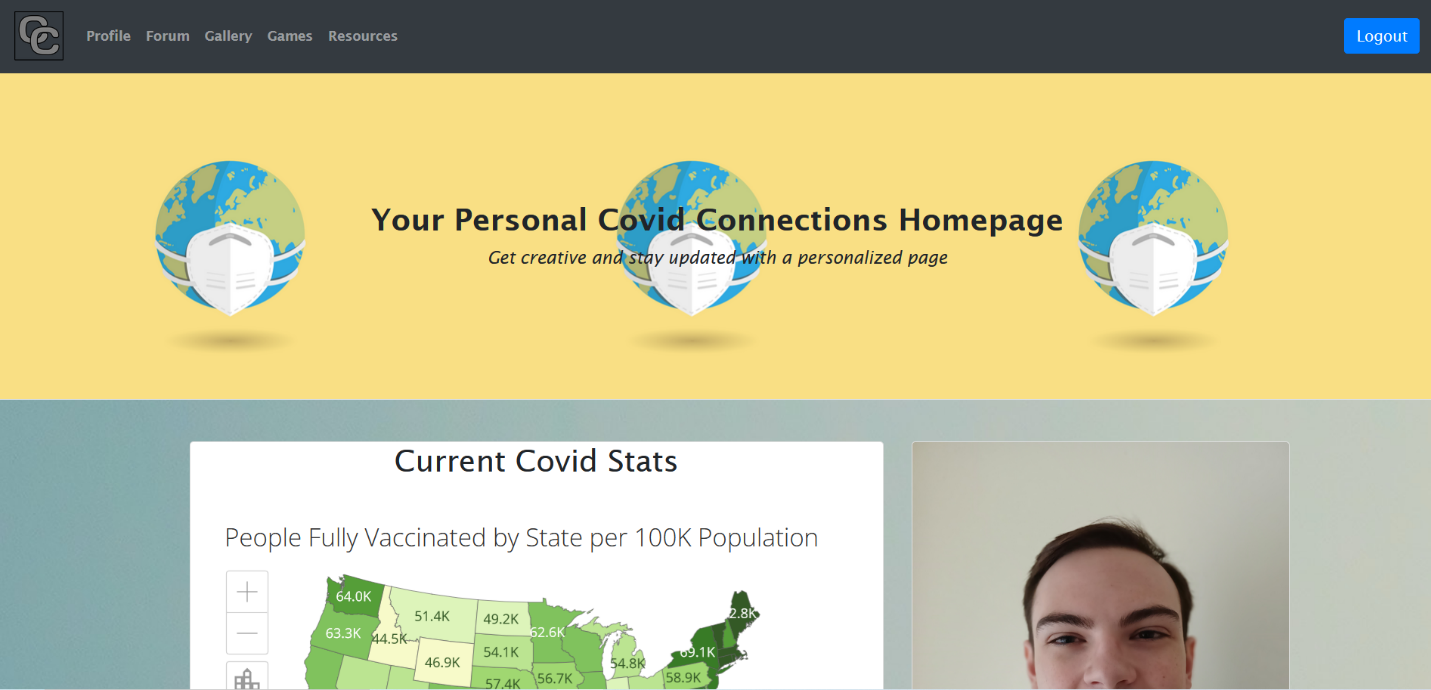 CC
Profile Forum Gallery Games Resources Logout
Your Personal Covid Connections Homepage
Get creative and stay updated with a personalized page
Current Covid Stats
People Fully Vaccinated by State per 100K Population
64.0K
51.4K
49.2K
63.3K
44.5K
62.6K
2.8K
46.9K
54.1K
54.8K
69.1K
57.4K
56.7K
58.9K